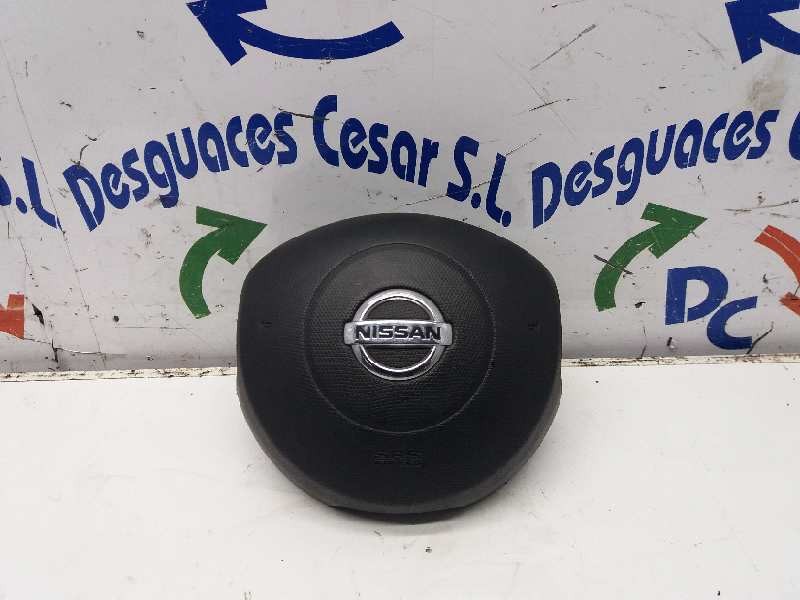 S.L. Desguaces Cesar S.L. Desguaces C
DC
NISSAN
SRS